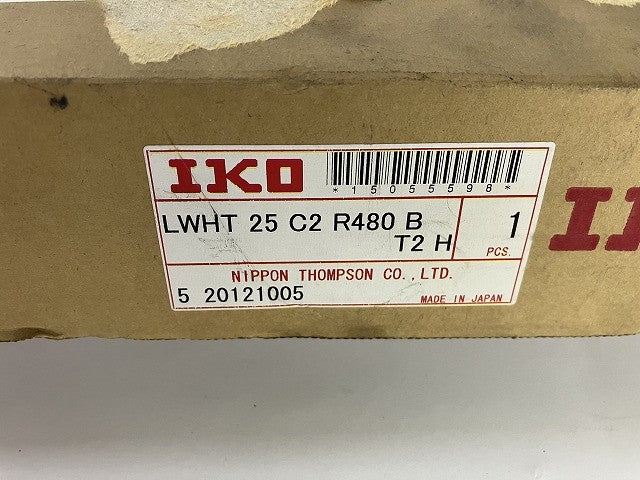 IKO
*15055598*
LWHT 25 C2 R480 B
T2 H
1
PCS.
NIPPON THOMPSON CO.,LTD.
5 20121005
MADE IN JAPAN